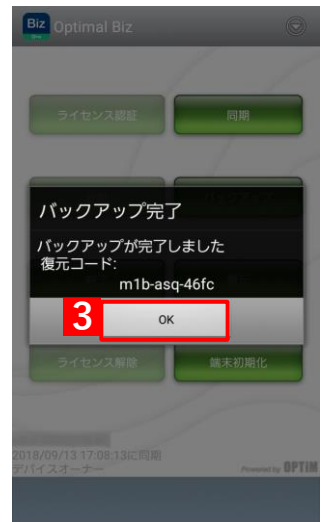 Biz Optimal Biz
ライセンス認証 同期
バックアップ完了
バックアップが完了しました
復元コード:
m1b-asq-46fc
3 OK
ライセンス解除 端末初期化
2018/09/13 17:08:13に同期
デバイスオーナー Powered by OPTiM